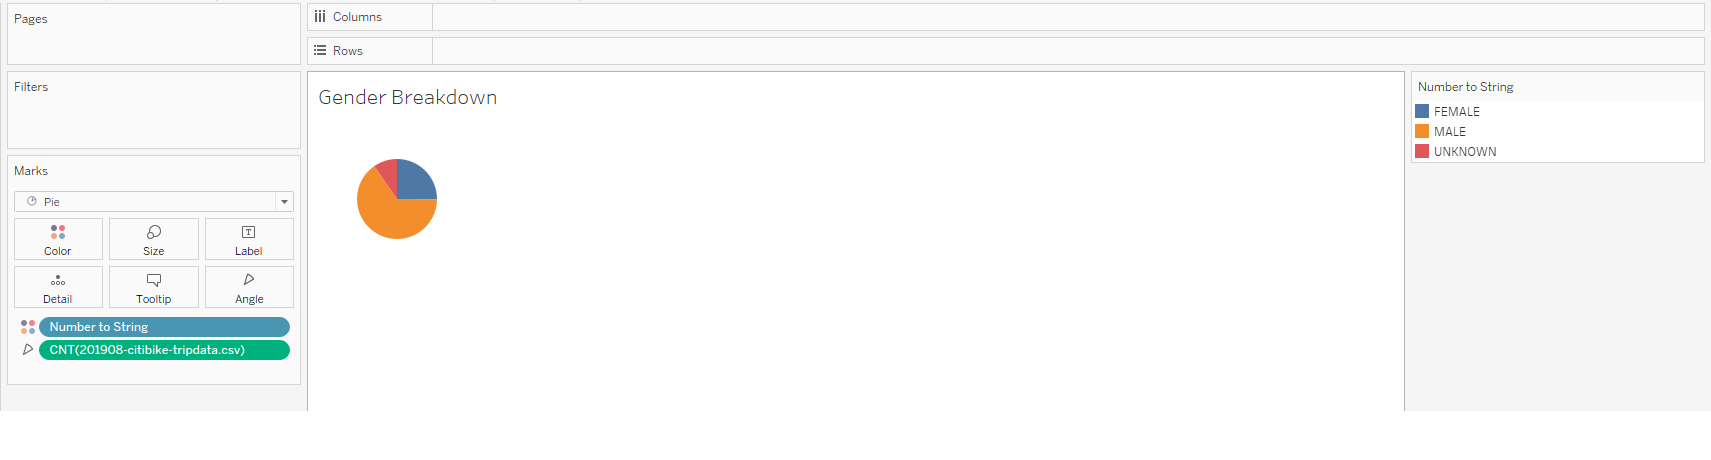 Pages
Columns
Rows
Filters
Gender Breakdown
Number to String
FEMALE
MALE
UNKNOWN
Marks
Pie
Color
Size
Label
Detail
Tooltip
Angle
Number to String
CNT(201908-citibike-tripdata.csv)